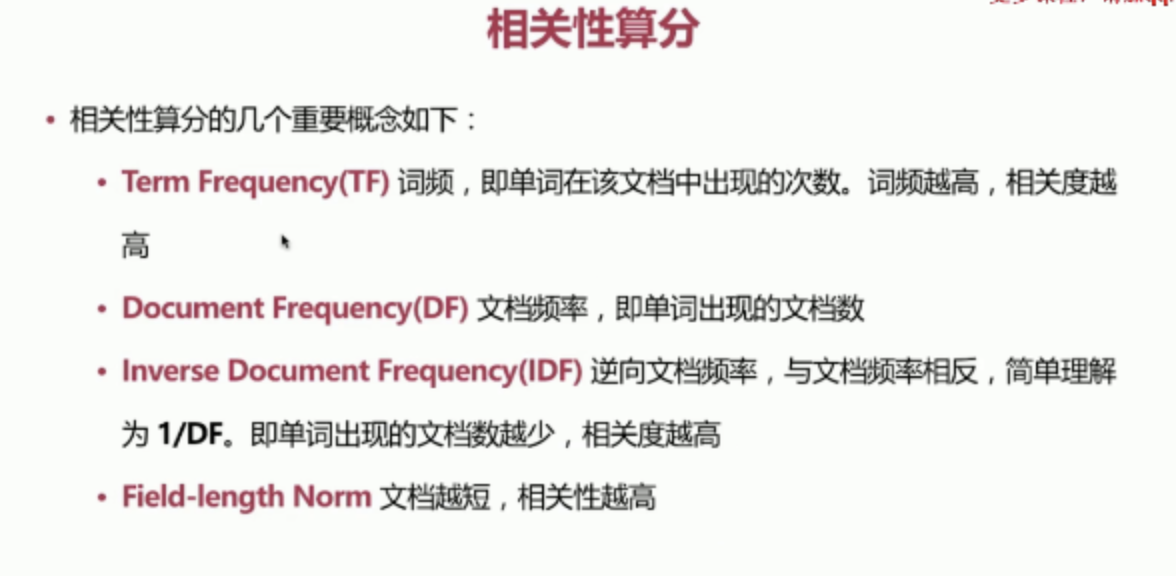 相关性算分
• 相关性算分的几个重要概念如下：
• Term Frequency(TF) 词频，即单词在该文档中出现的次数。词频越高，相关度越
高
• Document Frequency(DF) 文档频率，即单词出现的文档数
• Inverse Document Frequency(IDF) 逆向文档频率，与文档频率相反，简单理解
为 1/DF。即单词出现的文档数越少，相关度越高
• Field-length Norm 文档越短，相关性越高